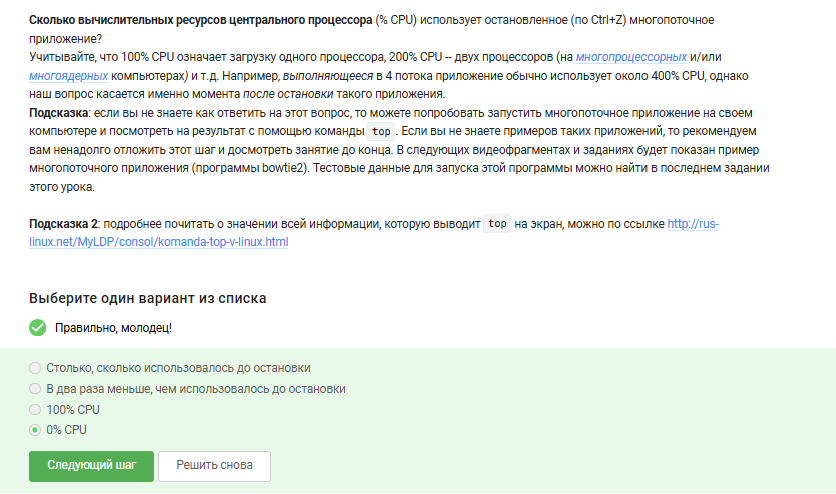 Сколько вычислительных ресурсов центрального процессора (% CPU) использует остановленное (по Ctrl+Z) многопоточное
приложение?
Учитывайте, что 100% CPU означает загрузку одного процессора, 200% CPU -- двух процессоров (на многопроцессорных и/или
многоядерных компьютерах) и т.д. Например, выполняющееся в 4 потока приложение обычно использует около 400% CPU, однако
наш вопрос касается именно момента после остановки такого приложения.
Подсказка: если вы не знаете как ответить на этот вопрос, то можете попробовать запустить многопоточное приложение на своем
компьютере и посмотреть на результат с помощью команды top. Если вы не знаете примеров таких приложений, то рекомендуем
вам ненадолго отложить этот шаг и досмотреть занятие до конца. В следующих видеофрагментах и заданиях будет показан пример
многопоточного приложения (программы bowtie2). Тестовые данные для запуска этой программы можно найти в последнем задании
этого урока.
Подсказка 2: подробнее почитать о значении всей информации, которую выводит top на экран, можно по ссылке http://rus-
linux.net/MyLDP/consol/komanda-top-v-linux.html
Выберите один вариант из списка
Правильно, молодец!
Столько, сколько использовалось до остановки
В два раза меньше, чем использовалось до остановки
100% CPU
0% CPU
Следующий шаг Решить снова